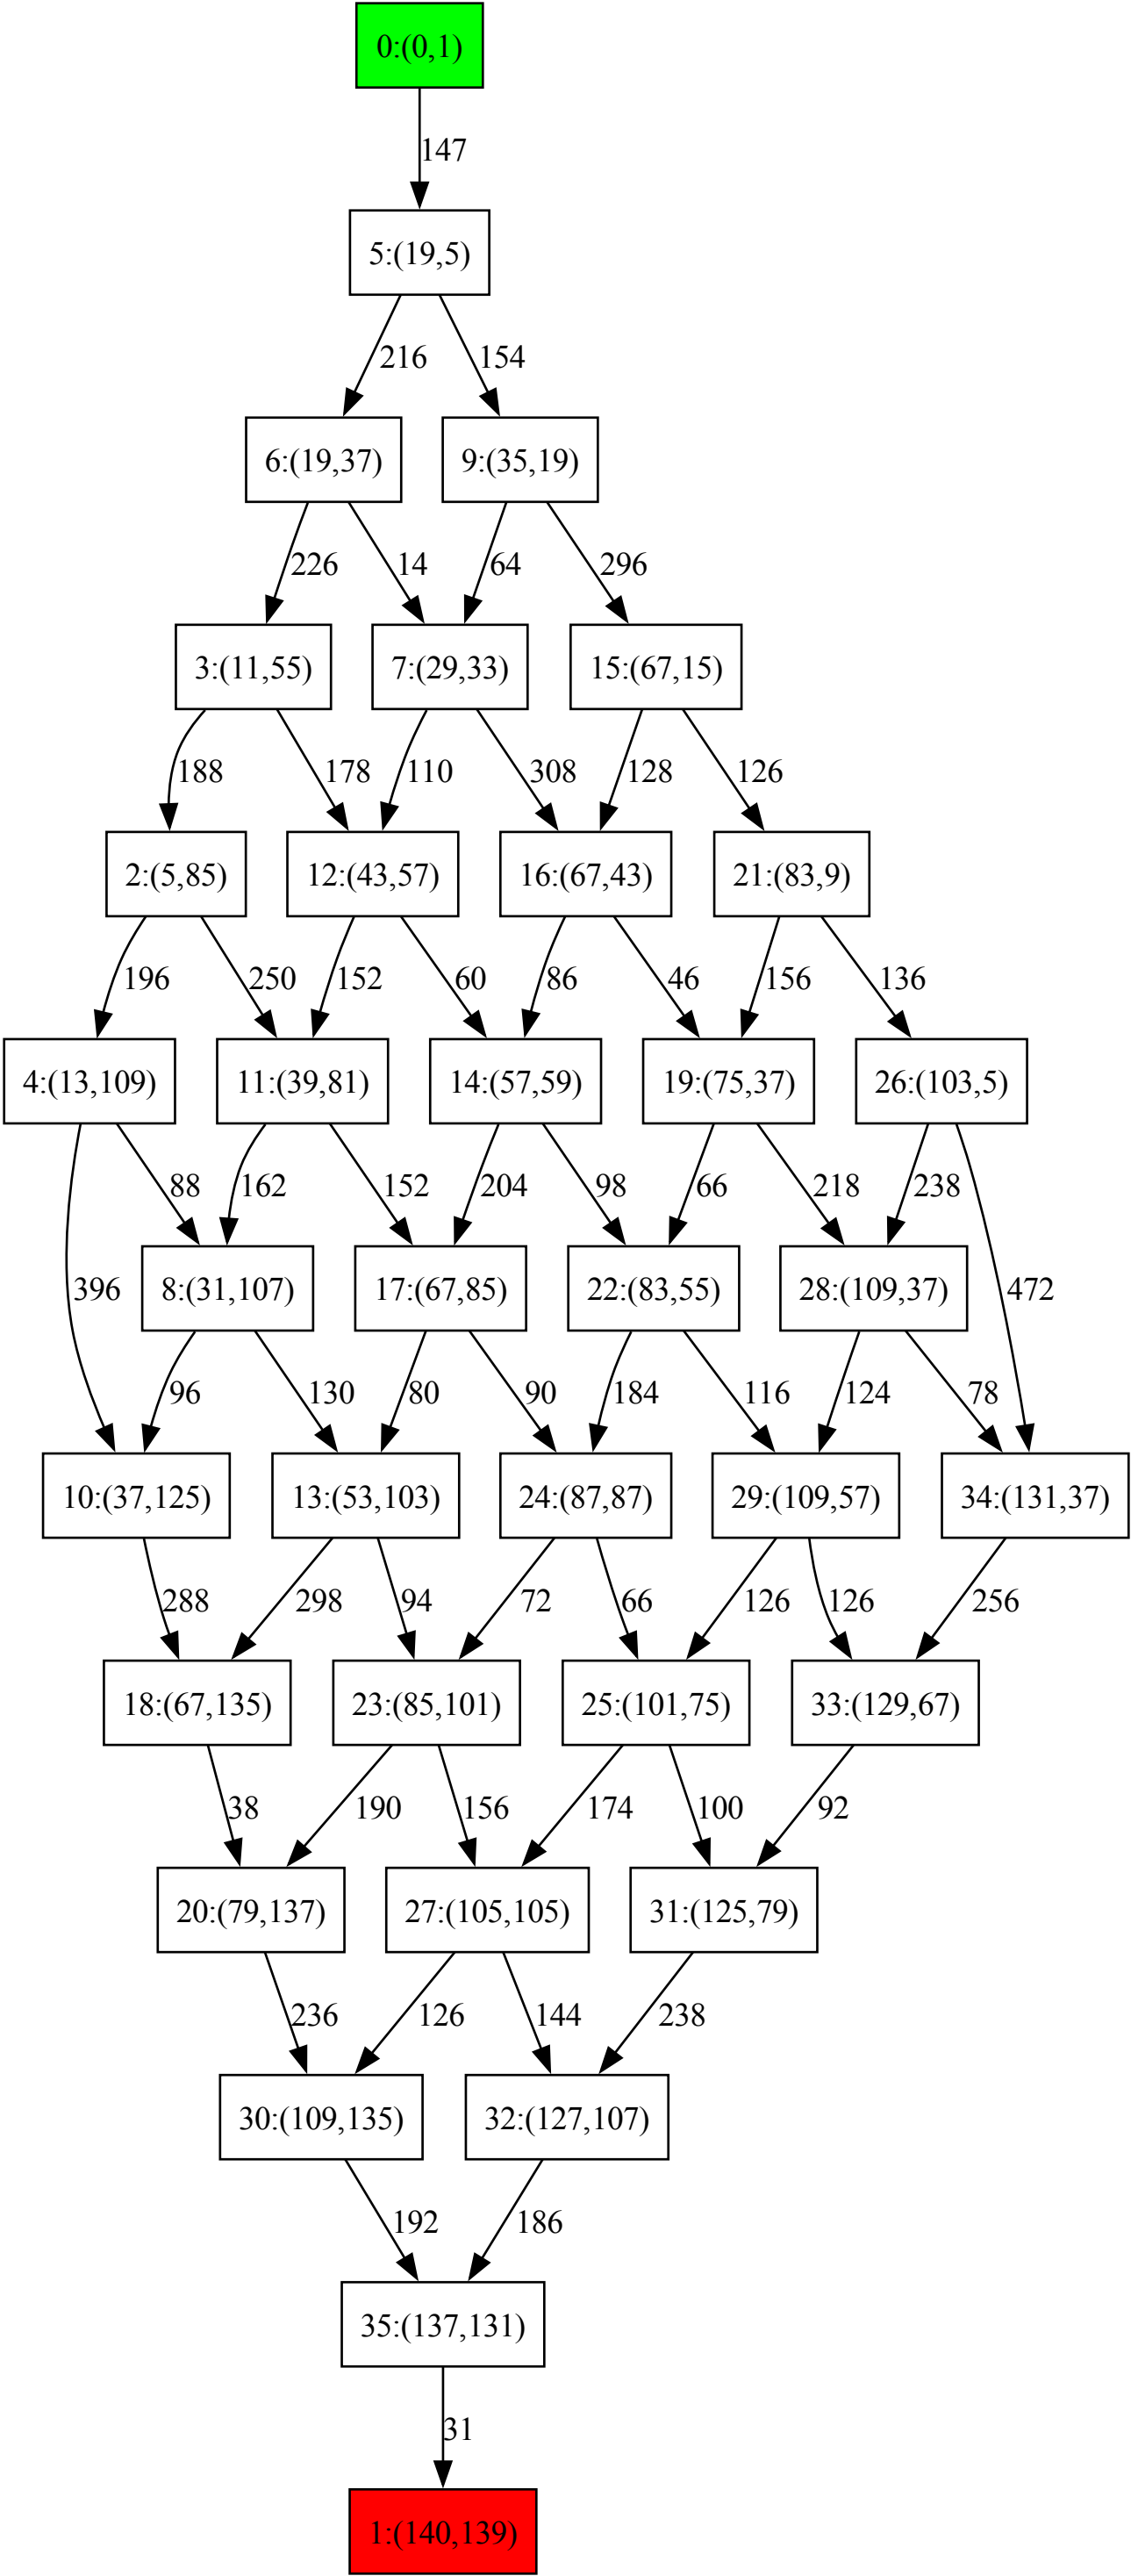 0:(0,1)
147
5:(19,5)
216 154
6:(19,37) 9:(35,19)
226 14 64 296
3:(11,55) 7:(29,33) 15:(67,15)
188 178 110 308 128 126
2:(5,85) 12:(43,57) 16:(67,43) 21:(83,9)
196 250 152 60 86 46 156 136
4:(13,109) 11:(39,81) 14:(57,59) 19:(75,37) 26:(103,5)
88 162 152 204 98 66 218 238
396 8:(31,107) 17:(67,85) 22:(83,55) 28:(109,37) 472
96 130 80 90 184 116 124 78
10:(37,125) 13:(53,103) 24:(87,87) 29:(109,57) 34:(131,37)
288 298 94 72 66 126 126 256
18:(67,135) 23:(85,101) 25:(101,75) 33:(129,67)
38 190 156 174 100 92
20:(79,137) 27:(105,105) 31:(125,79)
236 126 144 238
30:(109,135) 32:(127,107)
192 186
35:(137,131)
31
1:(140,139)